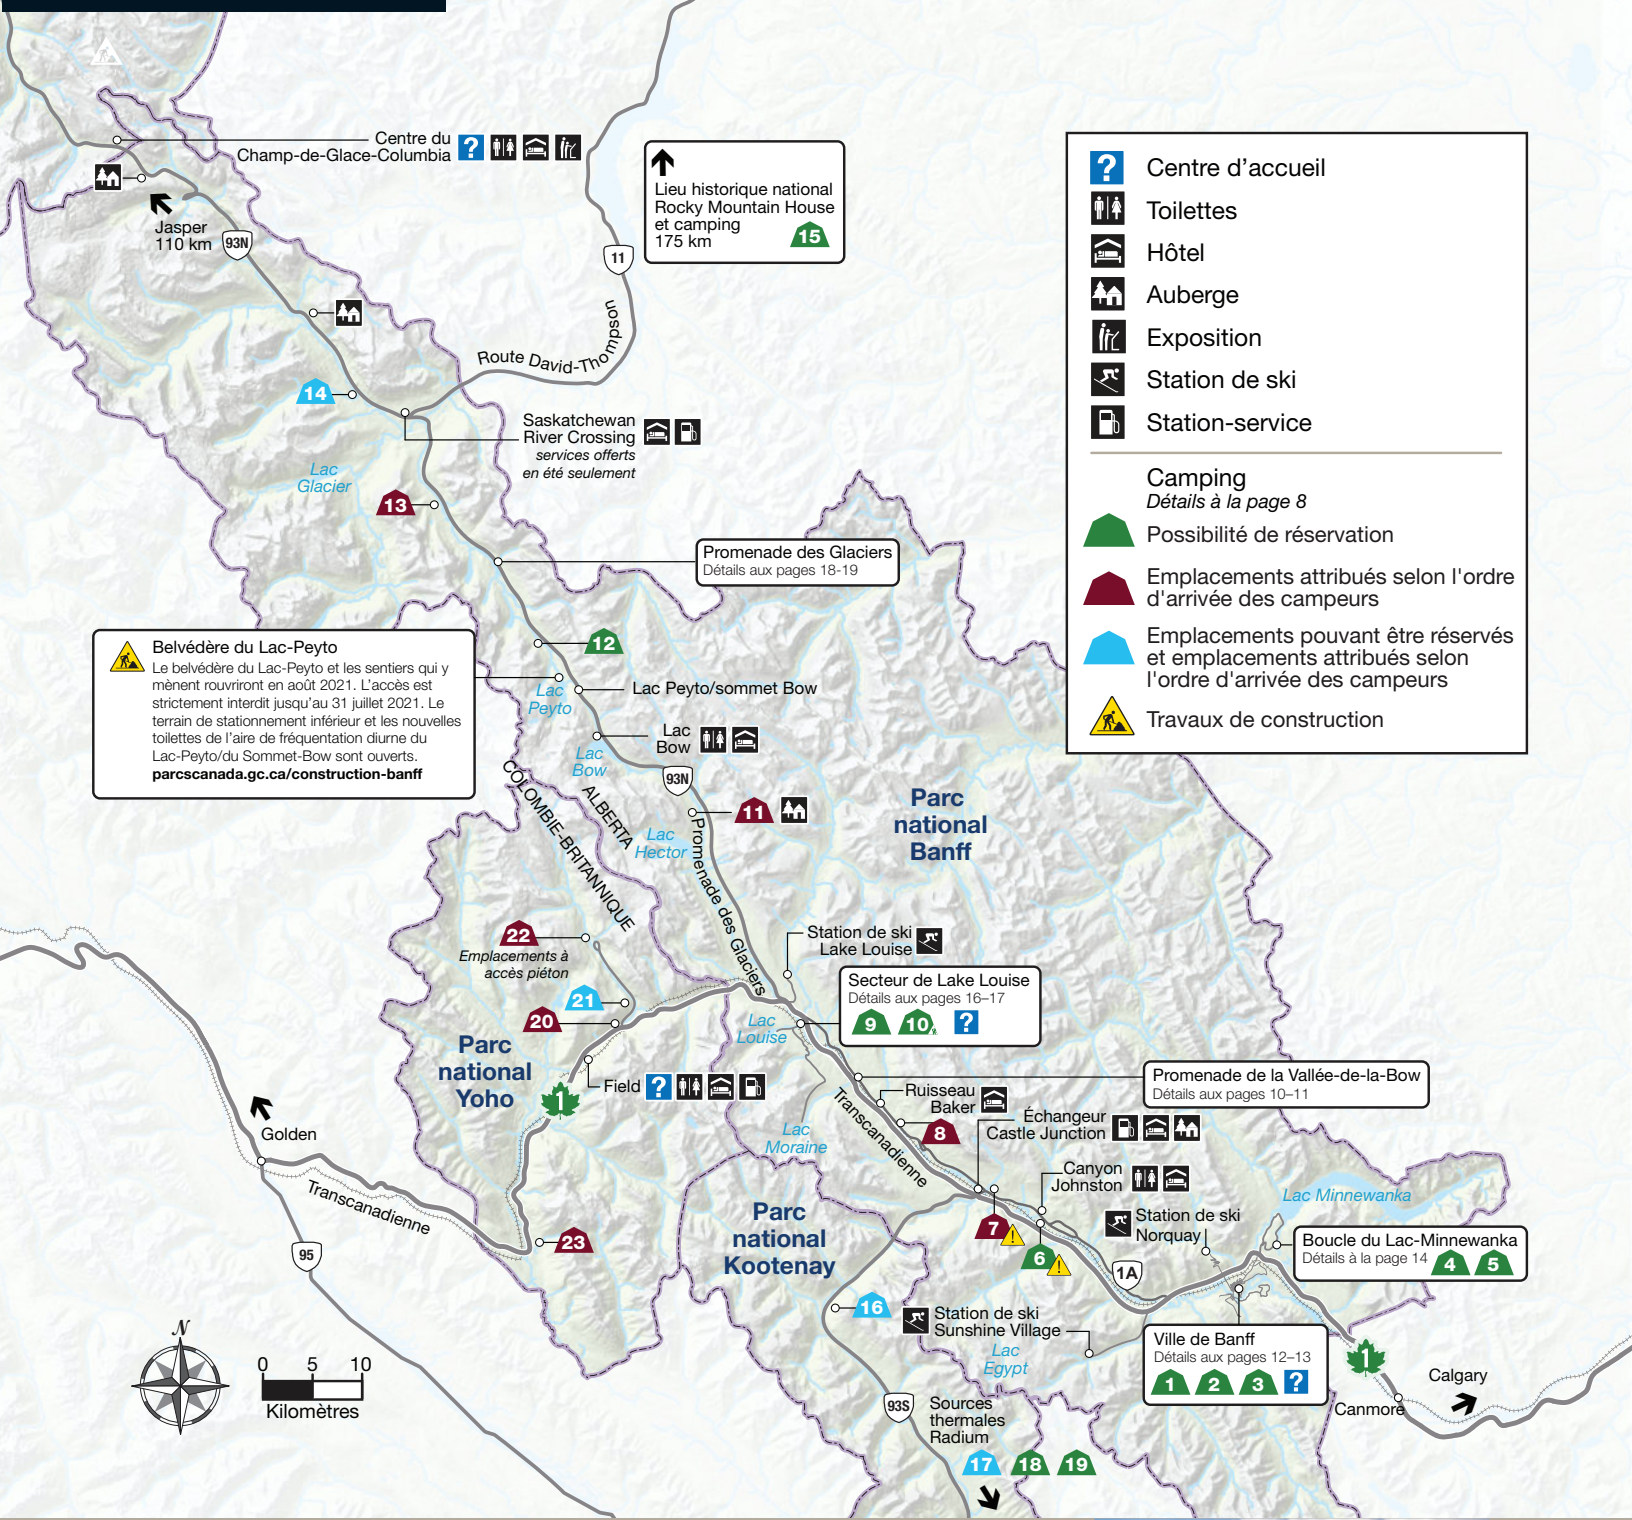 Centre du
Champ-de-Glace-Columbia
?
Jasper
110 km
93N
Lieu historique national
Rocky Mountain House
et camping
175 km
15
11
Route David-Thompson
14
Saskatchewan
River Crossing
services offerts
en été seulement
Lac
Glacier
13
Promenade des Glaciers
Détails aux pages 18-19
12
Belvédère du Lac-Peyto
Le belvédère du Lac-Peyto et les sentiers qui y
mènent rouvriront en août 2021. L'accès est
strictement interdit jusqu'au 31 juillet 2021. Le
terrain de stationnement inférieur et les nouvelles
toilettes de l'aire de fréquentation diurne du
Lac-Peyto/du Sommet-Bow sont ouverts.
parcscanada.gc.ca/construction-banff
Lac
Peyto
Lac Peyto/sommet Bow
Lac
Bow
Lac
Bow
93N
COLOMBIE-BRITANNIQUE
ALBERTA
11
Lac
Hector
Promenade des Glaciers
Parc
national
Banff
?
Centre d'accueil
Toilettes
Hôtel
Auberge
Exposition
Station de ski
Station-service
Camping
Détails à la page 8
Possibilité de réservation
Emplacements attribués selon l'ordre
d'arrivée des campeurs
Emplacements pouvant être réservés
et emplacements attribués selon
l'ordre d'arrivée des campeurs
Travaux de construction
22
Emplacements à
accès piéton
21
20
Parc
national
Yoho
Field
?
1
Station de ski
Lake Louise
Secteur de Lake Louise
Détails aux pages 16–17
9
10
?
Lac
Louise
Lac
Moraine
Promenade de la Vallée-de-la-Bow
Détails aux pages 10–11
Ruisseau
Baker
8
Transcanadienne
Échangeur
Castle Junction
Canyon
Johnston
7
!
6
!
Station de ski
Norquay
1A
Lac Minnewanka
Boucle du Lac-Minnewanka
Détails à la page 14
4
5
Golden
Transcanadienne
95
23
Parc
national
Kootenay
16
Station de ski
Sunshine Village
Lac
Egypt
Ville de Banff
Détails aux pages 12–13
1
2
3
?
1
Calgary
Canmore
93S
Sources
thermales
Radium
17
18
19
N
0
5
10
Kilomètres